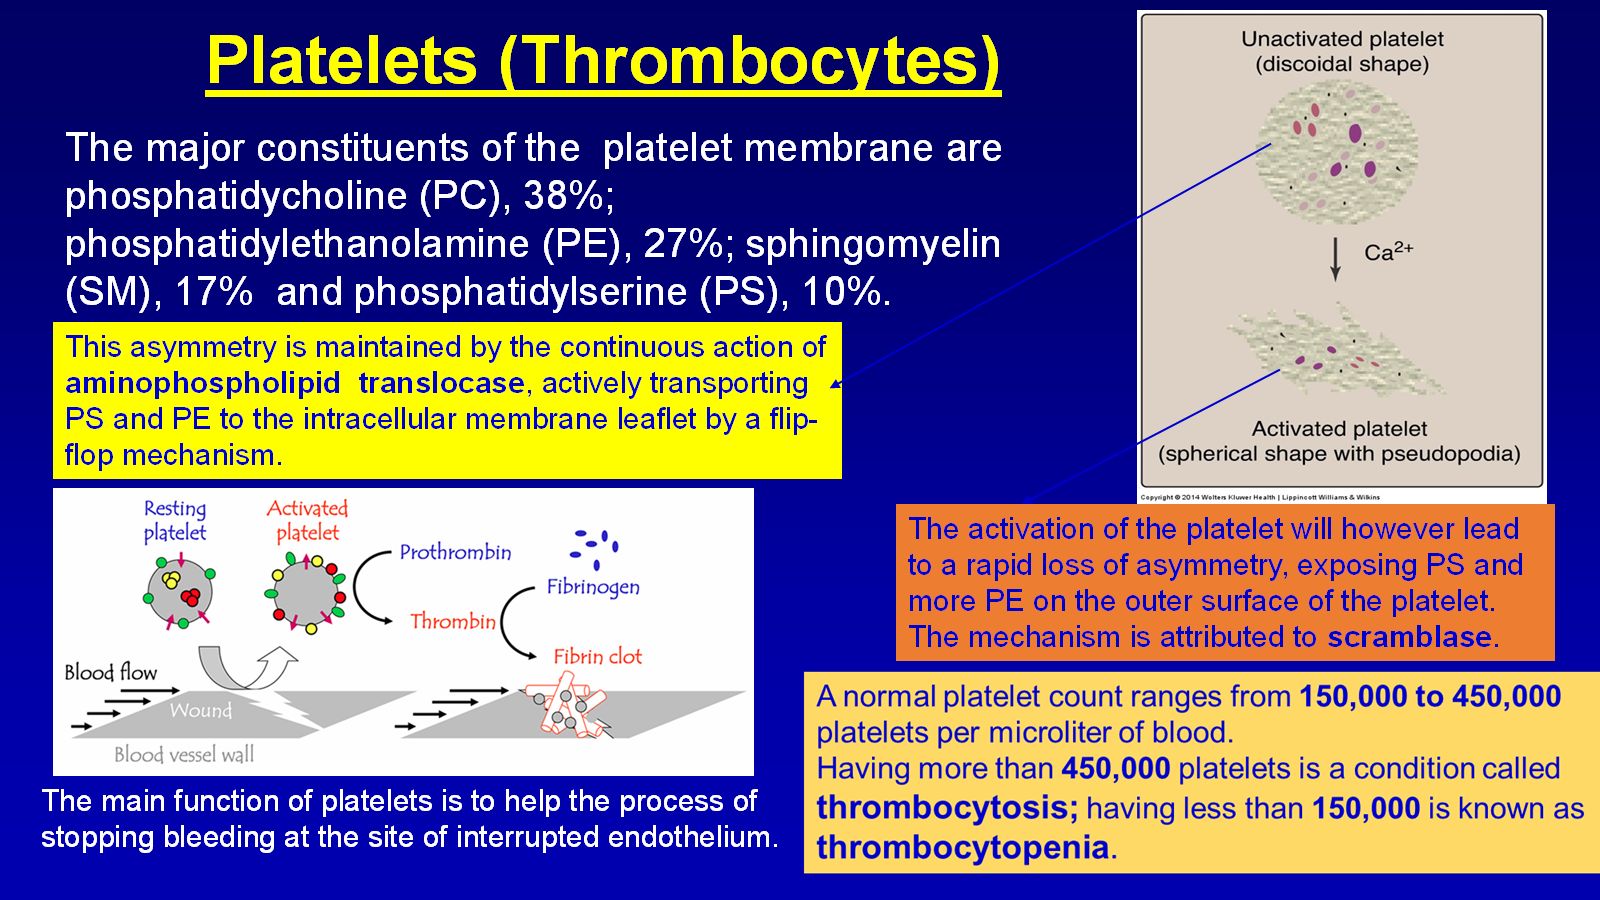 Platelets (Thrombocytes)
The major constituents of the platelet membrane are
phosphatidycholine (PC), 38%;
phosphatidylethanolamine (PE), 27%; sphingomyelin
(SM), 17% and phosphatidylserine (PS), 10%.
This asymmetry is maintained by the continuous action of
aminophospholipid translocase, actively transporting
PS and PE to the intracellular membrane leaflet by a flip-
flop mechanism.
Unactivated platelet
(discoidal shape)
Ca2+
Activated platelet
(spherical shape with pseudopodia)
Copyright © 2014 Wolters Kluwer Health | Lippincott Williams & Wilkins
The activation of the platelet will however lead
to a rapid loss of asymmetry, exposing PS and
more PE on the outer surface of the platelet.
The mechanism is attributed to scramblase.
Resting
platelet
Activated
platelet
Prothrombin
Fibrinogen
Thrombin
Fibrin clot
Blood flow
Wound
Blood vessel wall
The main function of platelets is to help the process of
stopping bleeding at the site of interrupted endothelium.
A normal platelet count ranges from 150,000 to 450,000
platelets per microliter of blood.
Having more than 450,000 platelets is a condition called
thrombocytosis; having less than 150,000 is known as
thrombocytopenia.